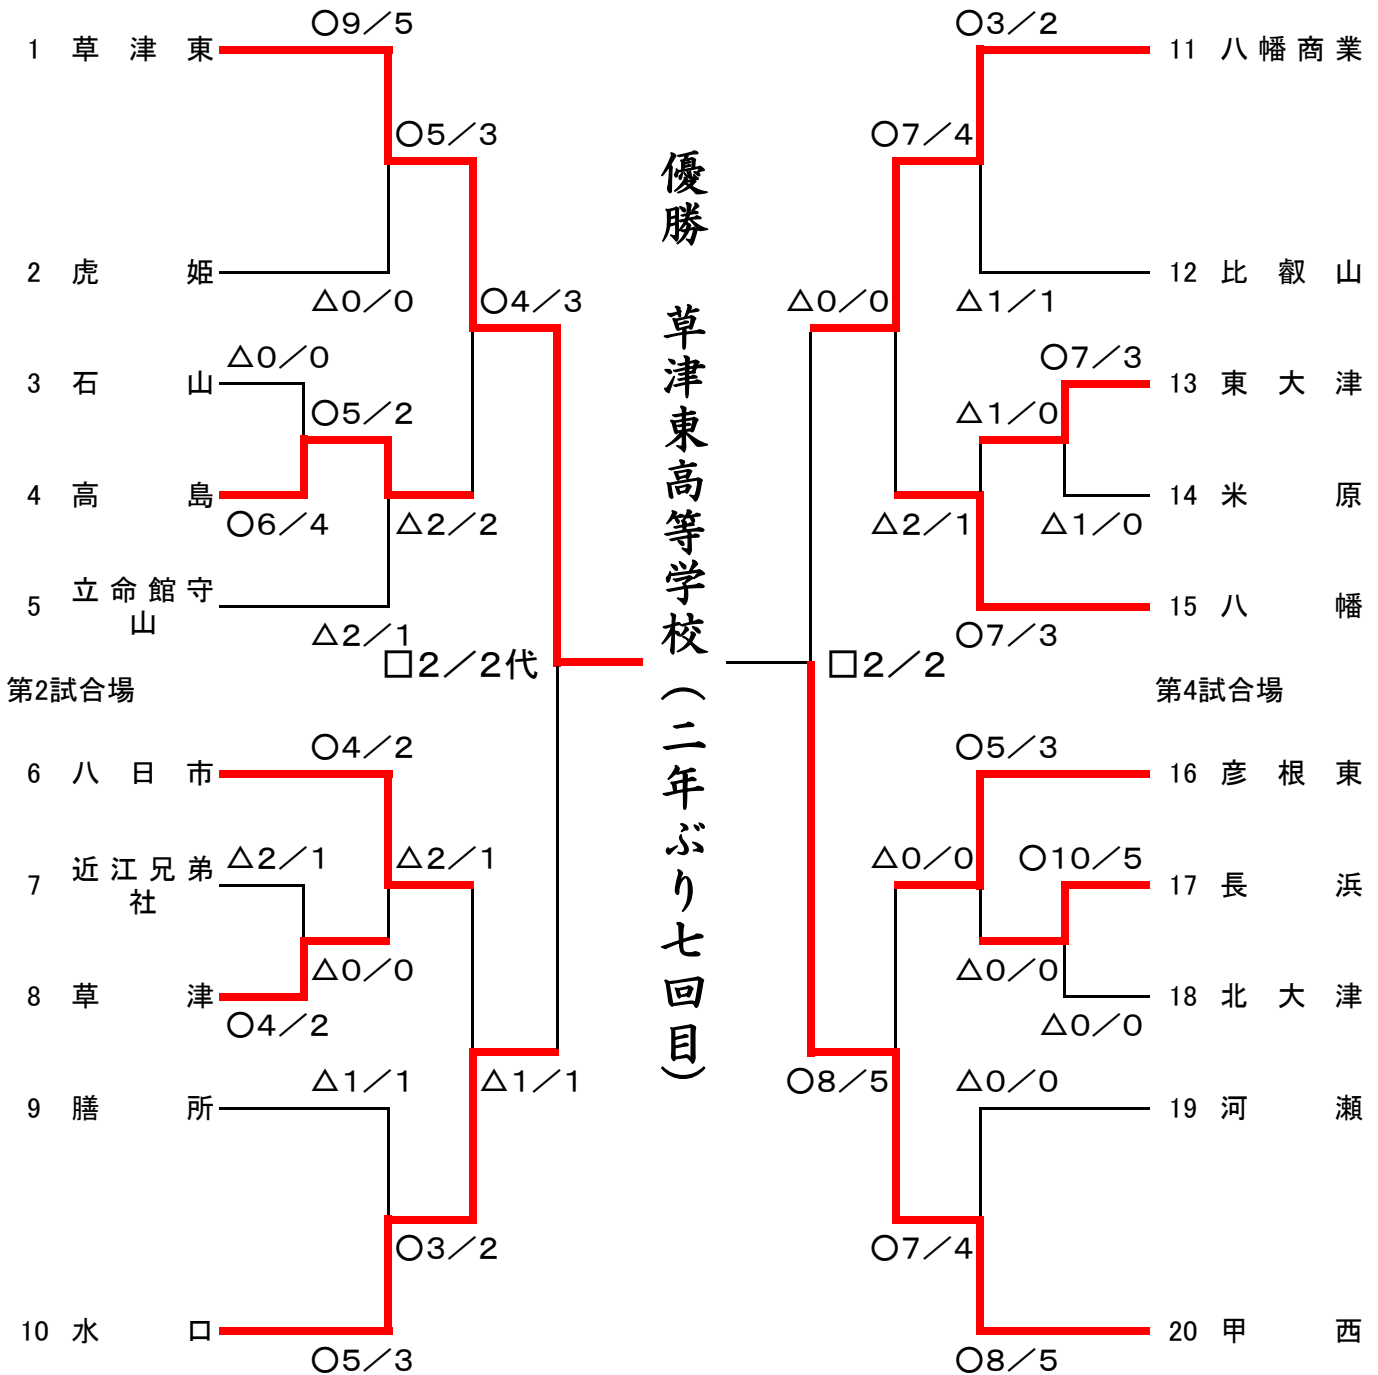 ○9／5
1 草津東
○5／3
2 虎姫
△0／0
○4／3
△0／0
3 石山
○5／2
4 高島
○6／4
△2／2
5 立命館守
山
△2／1
□2／2代
第2試合場
○4／2
6 八日市
△2／1
△2／1
7 近江兄弟
社
△0／0
8 草津
○4／2
△1／1
△1／1
9 膳所
○3／2
10 水口
○5／3
優勝 草津東高等学校（二年ぶり七回目）
○3／2
11 八幡商業
○7／4
12 比叡山
△0／0
△1／1
○7／3
13 東大津
△1／0
14 米原
△2／1
△1／0
15 八幡
○7／3
□2／2
第4試合場
○5／3
16 彦根東
△0／0
○10／5
17 長浜
△0／0
18 北大津
△0／0
○8／5
△0／0
19 河瀬
○7／4
20 甲西
○8／5